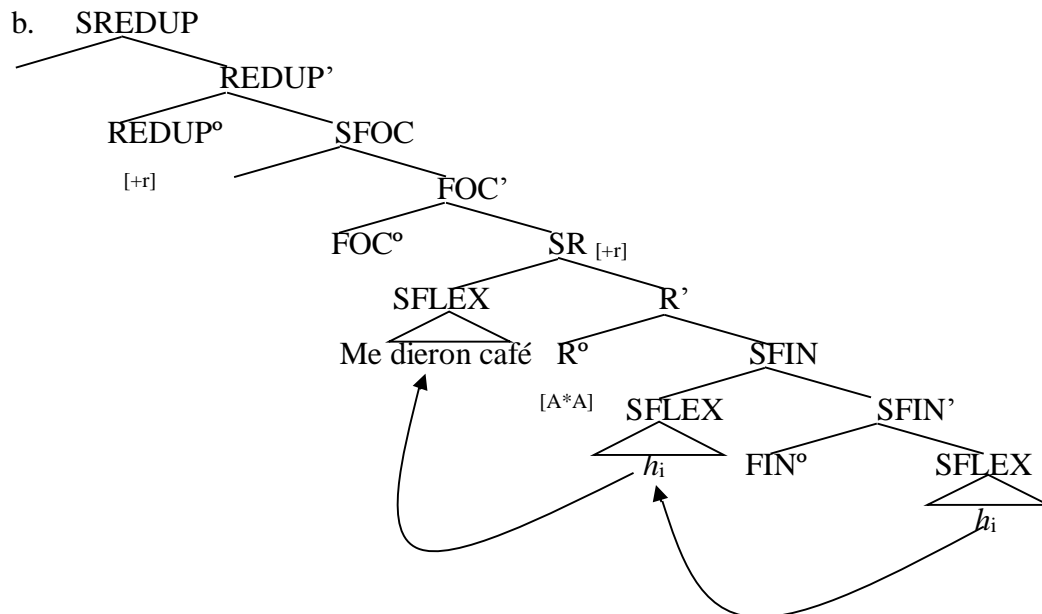 b. SREDUP
REDUP’
REDUPº SFOC
[+r]
FOC’
FOCº SR [+r]
SFLEX R’
Me dieron café Rº SFIN
[A*A] SFLEX SFIN’
hi FINº SFLEX
hi